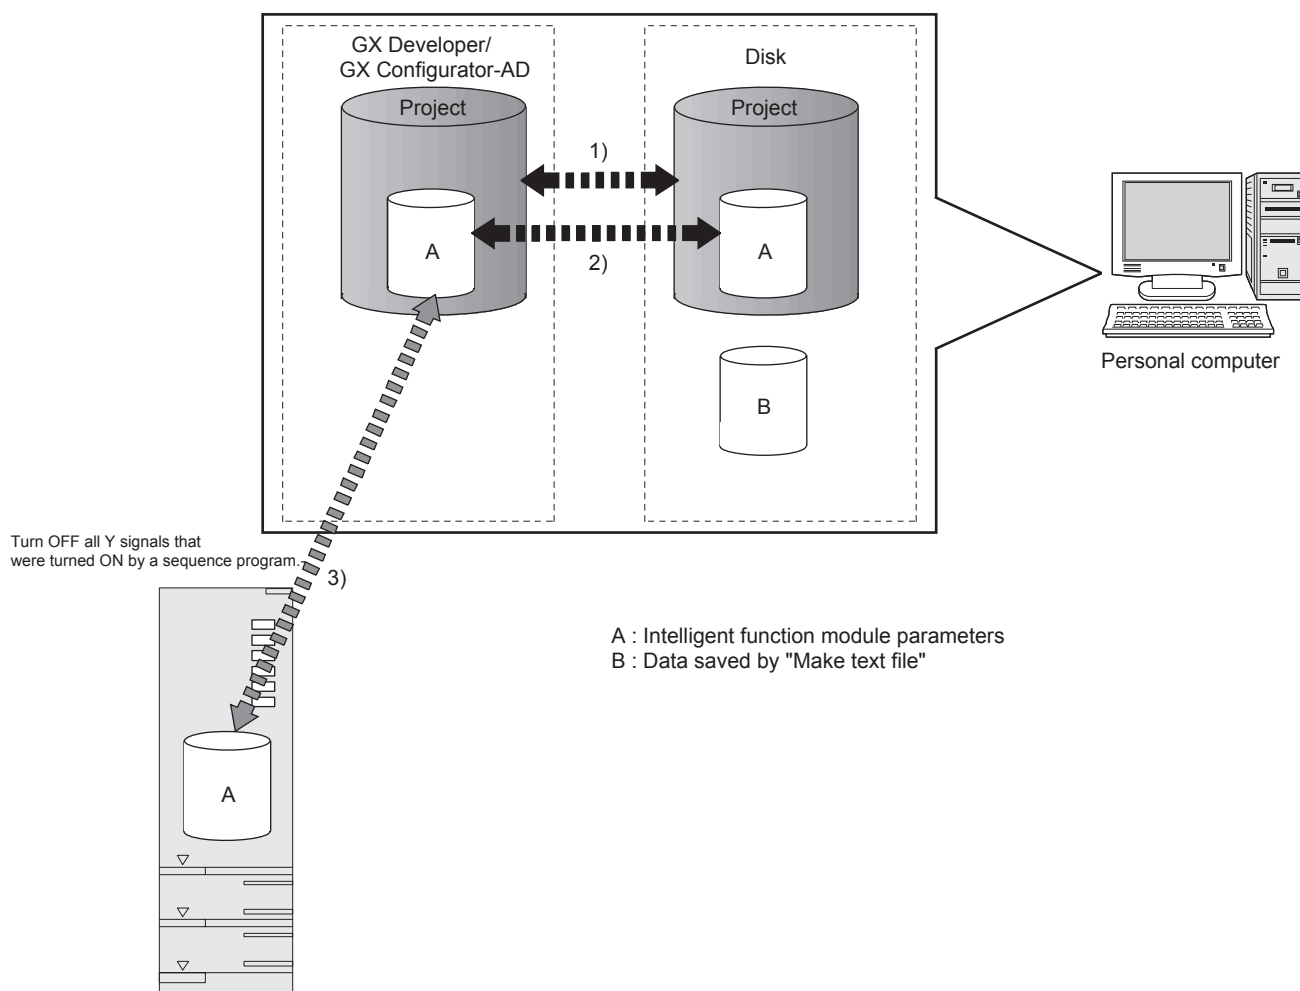 GX Developer/
GX Configurator-AD
Disk
Project
Project
1)
A
A
2)
B
Personal computer
Turn OFF all Y signals that
were turned ON by a sequence program.
3)
A : Intelligent function module parameters
B : Data saved by "Make text file"
A